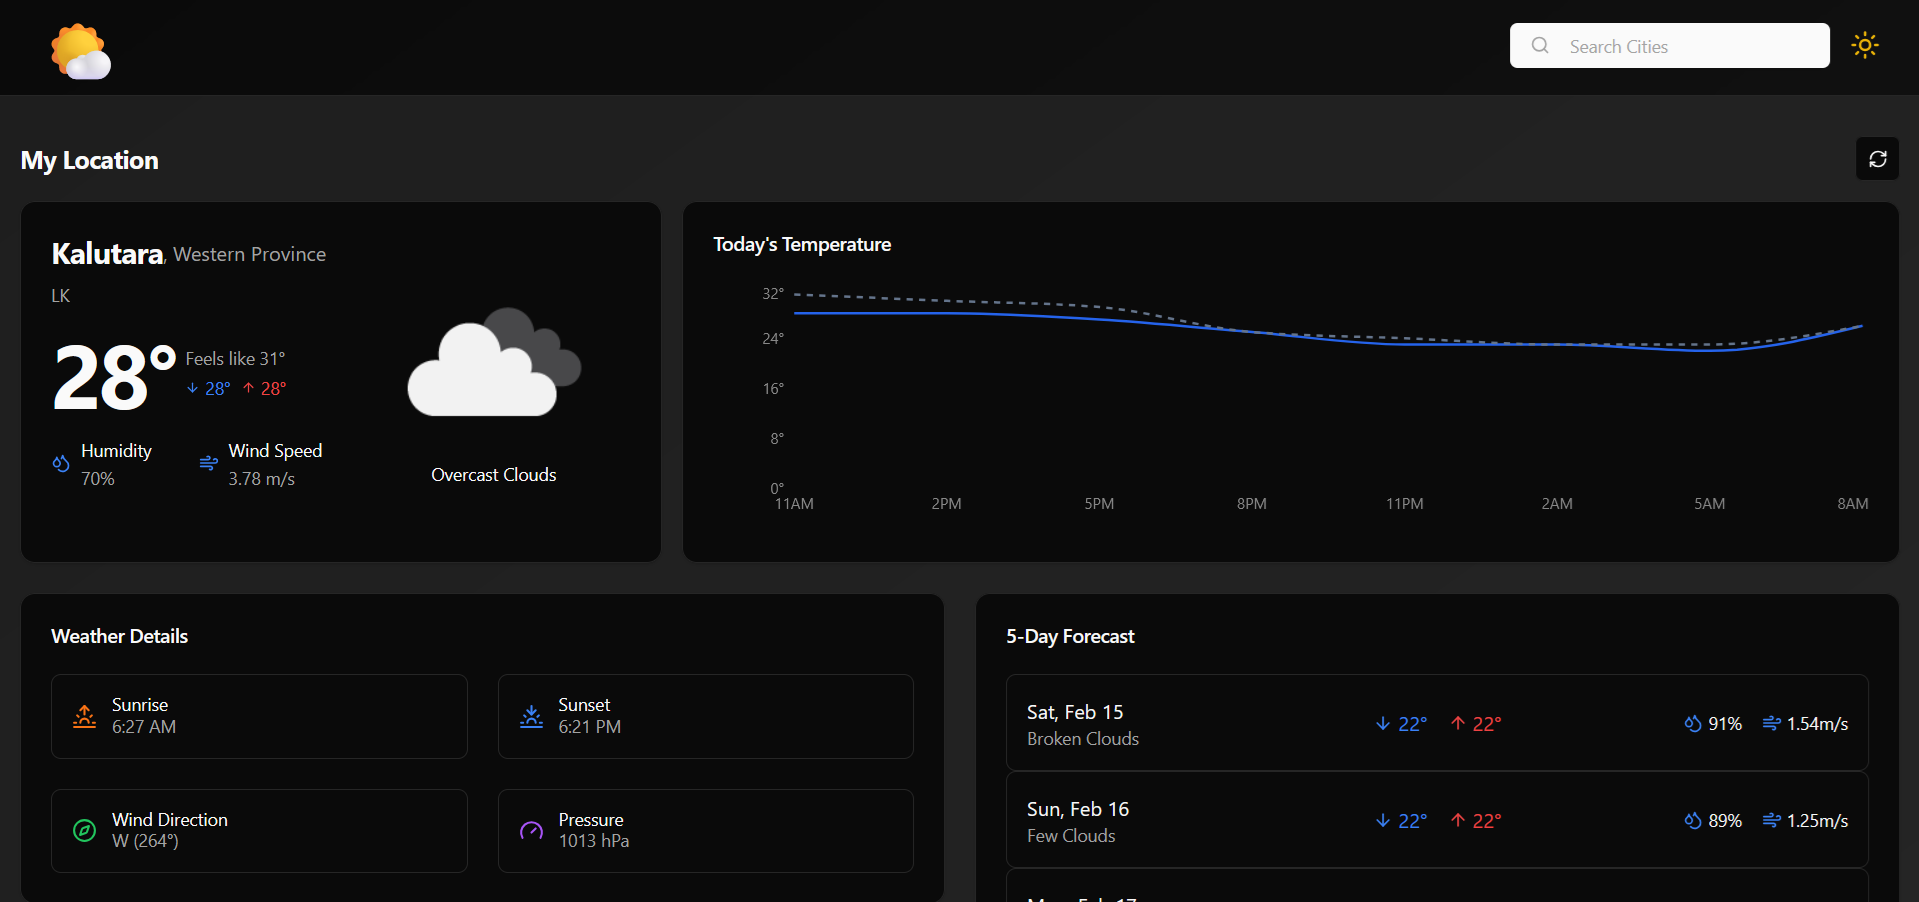 Search Cities
My Location
Kalutara, Western Province
LK
28° Feels like 31°
28° 28°
Humidity
70%
Wind Speed
3.78 m/s
Overcast Clouds
Today's Temperature
32°
24°
16°
8°
0°
11AM 2PM 5PM 8PM 11PM 2AM 5AM 8AM
Weather Details
Sunrise
6:27 AM
Sunset
6:21 PM
Wind Direction
W (264°)
Pressure
1013 hPa
5-Day Forecast
Sat, Feb 15
Broken Clouds
22° 22° 91% 1.54m/s
Sun, Feb 16
Few Clouds
22° 22° 89% 1.25m/s